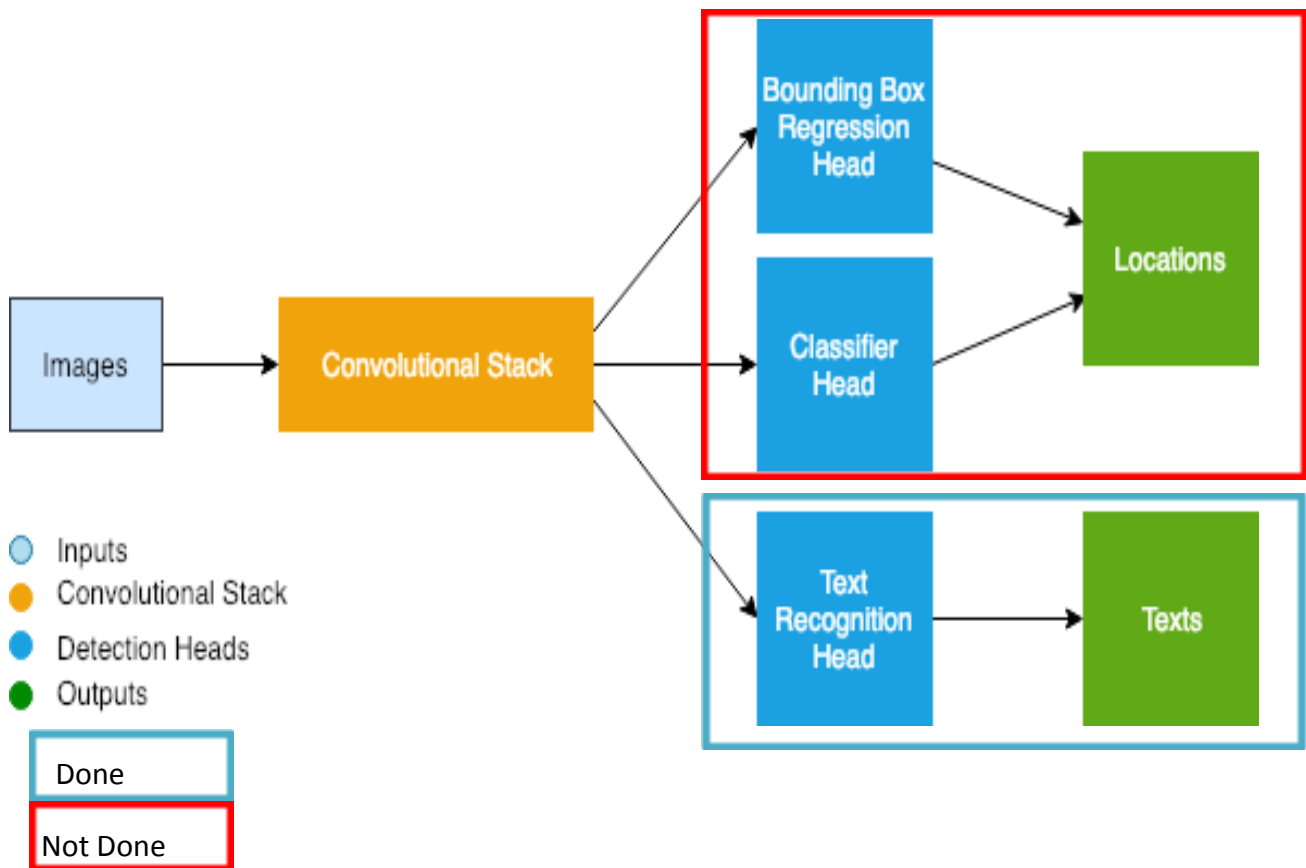 Bounding Box
Regression
Head
Locations
Images
Convolutional Stack
Classifier
Head
Text
Recognition
Head
Texts
Inputs
Convolutional Stack
Detection Heads
Outputs
Done
Not Done